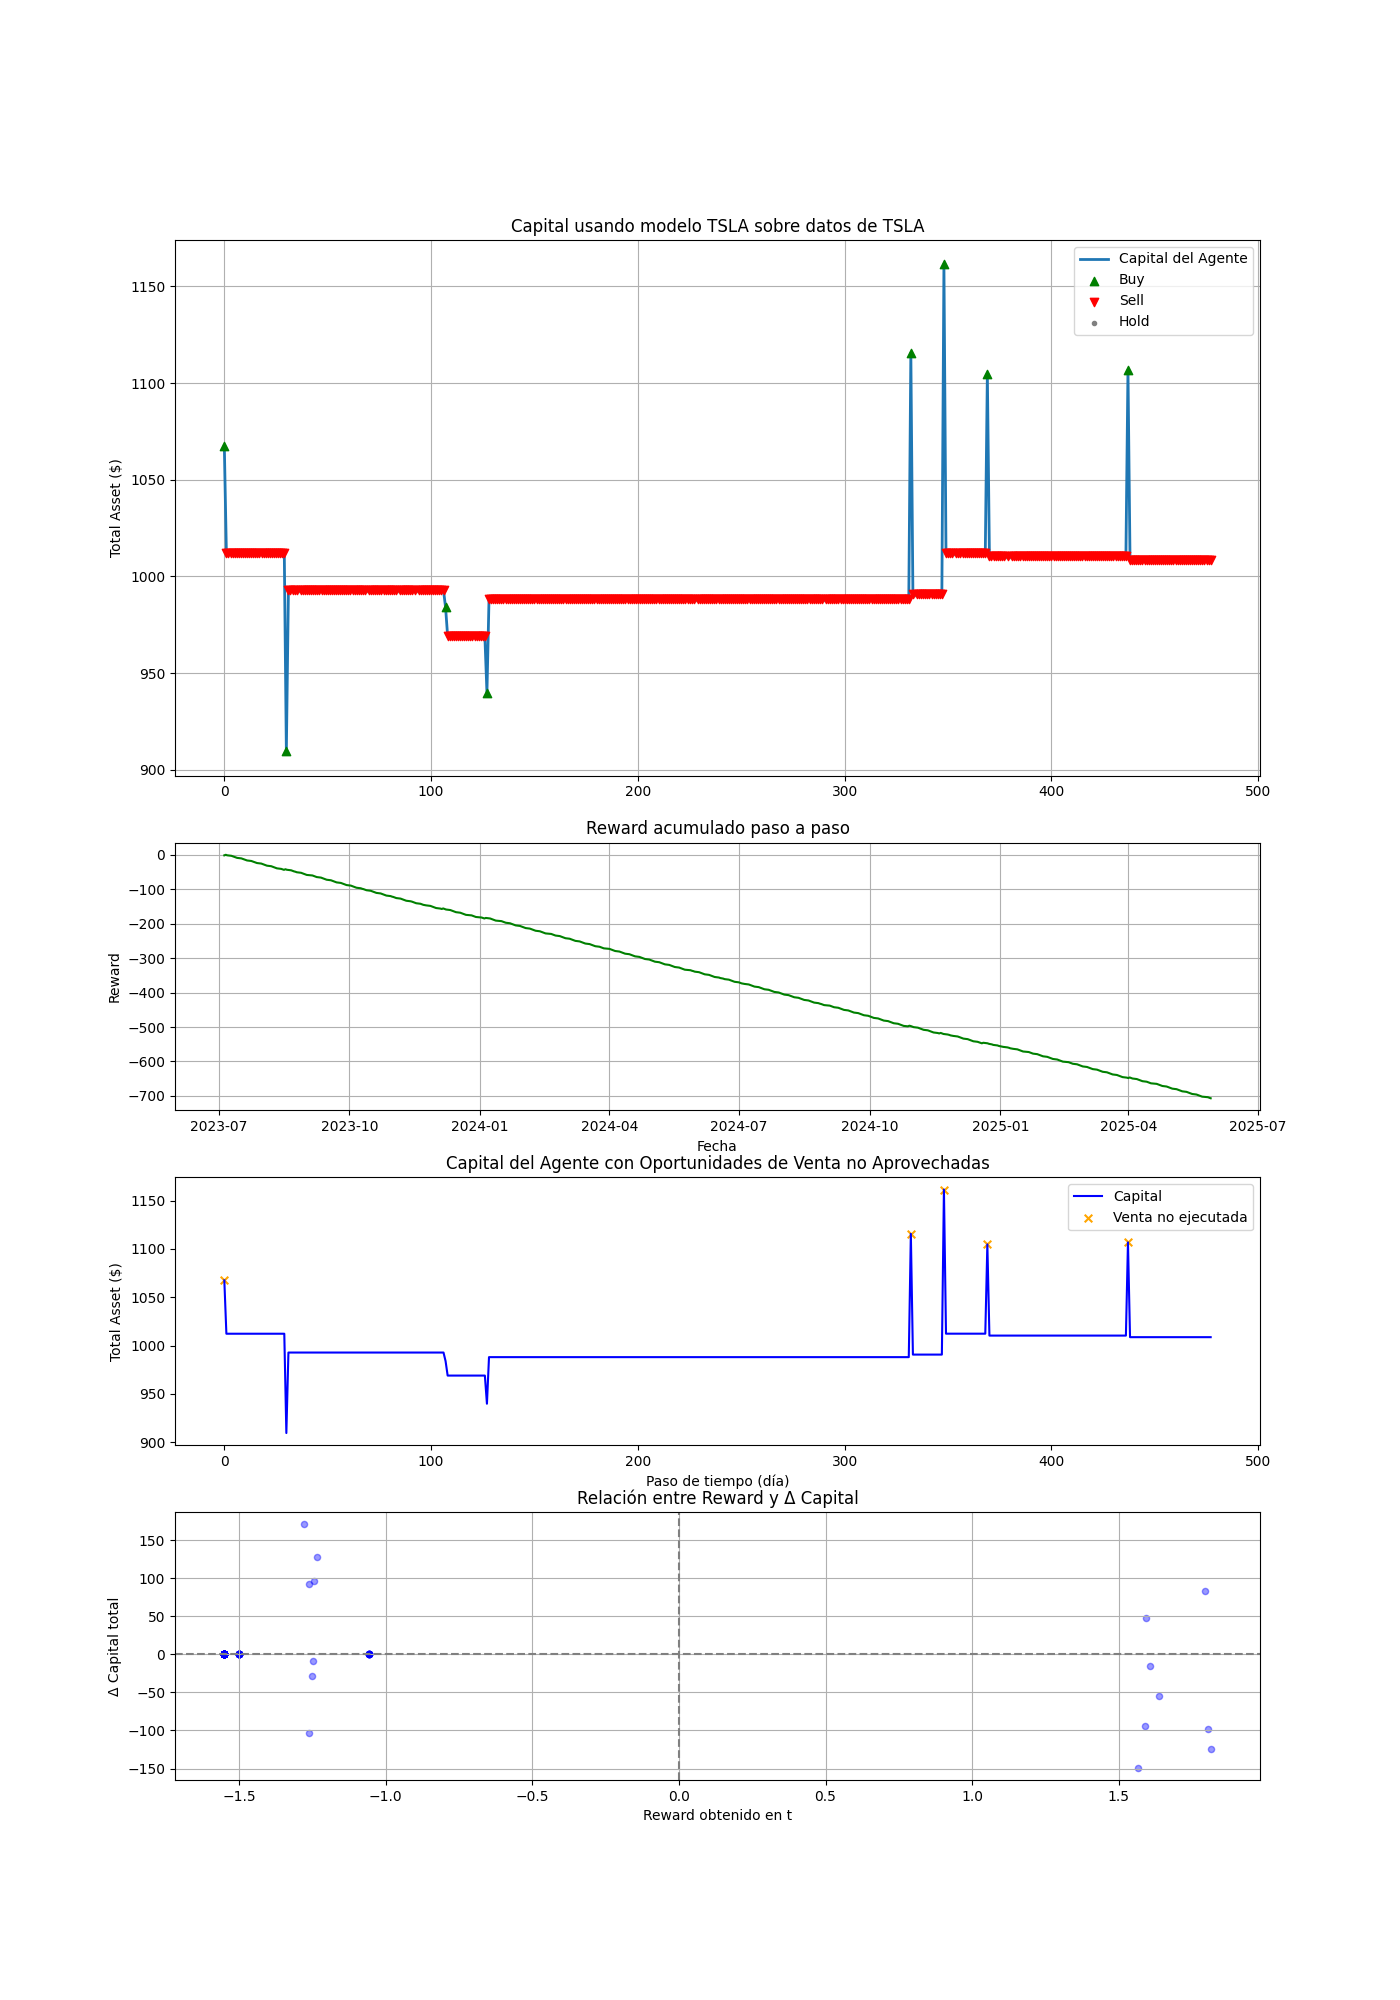 Capital usando modelo TSLA sobre datos de TSLA
Total Asset ($)
1150
1100
1050
1000
950
900
Capital del Agente
Buy
Sell
Hold
0 100 200 300 400 500
Reward acumulado paso a paso
Reward
0
−100
−200
−300
−400
−500
−600
−700
2023-07 2023-10 2024-01 2024-04 2024-07 2024-10 2025-01 2025-04 2025-07
Fecha
Capital del Agente con Oportunidades de Venta no Aprovechadas
Total Asset ($)
1150
1100
1050
1000
950
900
Capital
Venta no ejecutada
0 100 200 300 400 500
Paso de tiempo (día)
Relación entre Reward y Δ Capital
Δ Capital total
150
100
50
0
−50
−100
−150
−1.5 −1.0 −0.5 0.0 0.5 1.0 1.5
Reward obtenido en t